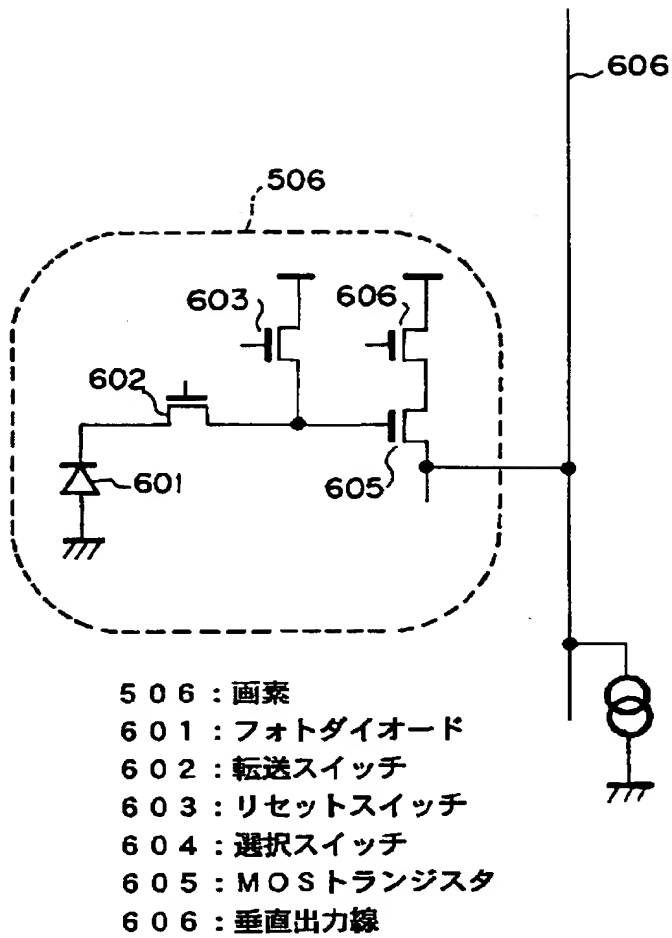 606
506
603
606
602
601
605
５０６：画素
６０１：フォトダイオード
６０２：転送スイッチ
６０３：リセットスイッチ
６０４：選択スイッチ
６０５：ＭＯＳトランジスタ
６０６：垂直出力線